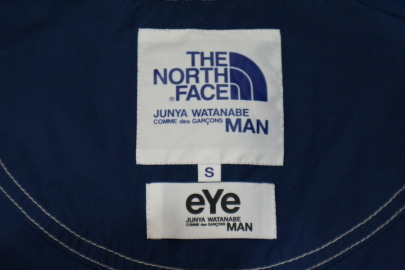 THE
NORTH
FACE®
JUNYA WATANABE
COMME des GARÇONS MAN
S
eYe
JUNYA WATANABE
COMME des GARÇONS MAN